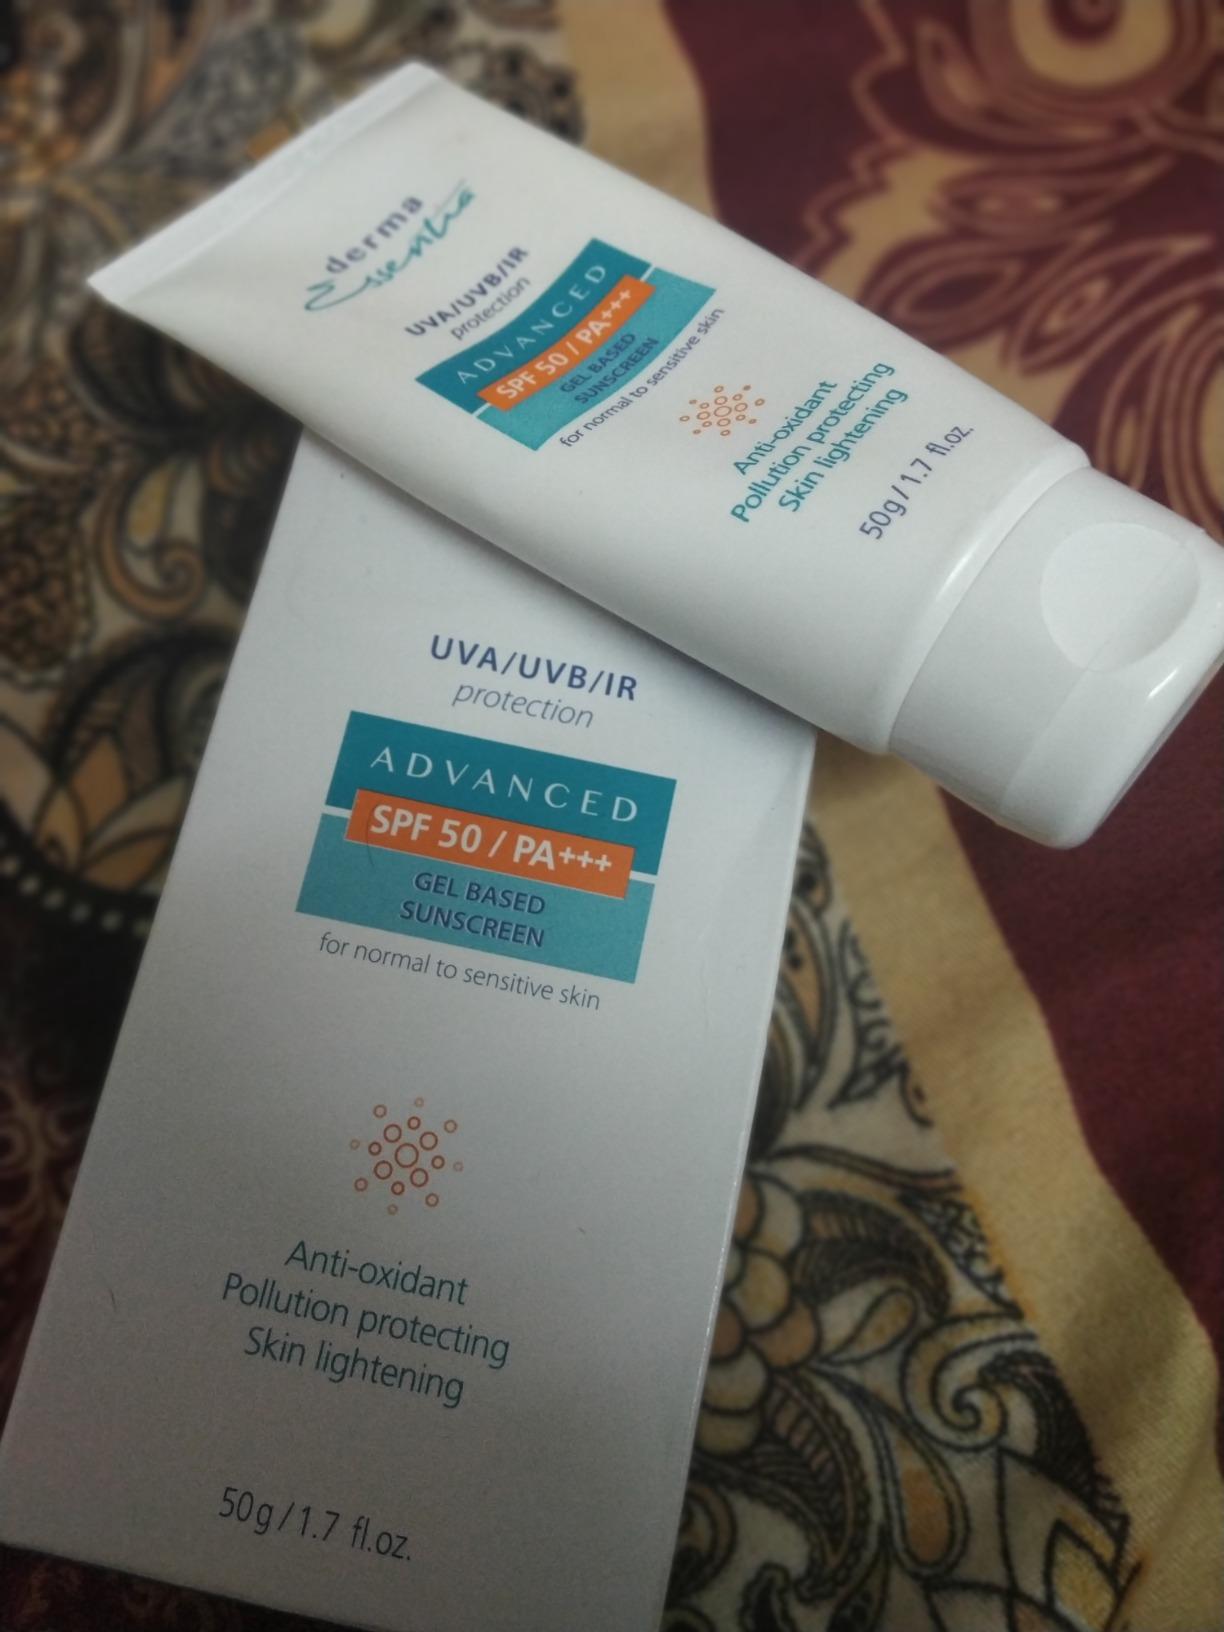 derma
Essentia
UVA/UVB/IR
protection
ADVANCED
SPF 50 / PA+++
GEL BASED
SUNSCREEN
for normal to sensitive skin
Anti-oxidant
Pollution protecting
Skin lightening
50g/1.7 fl.oz.
UVA/UVB/IR
protection
ADVANCED
SPF 50 / PA+++
GEL BASED
SUNSCREEN
for normal to sensitive skin
Anti-oxidant
Pollution protecting
Skin lightening
50g/1.7 fl.oz.